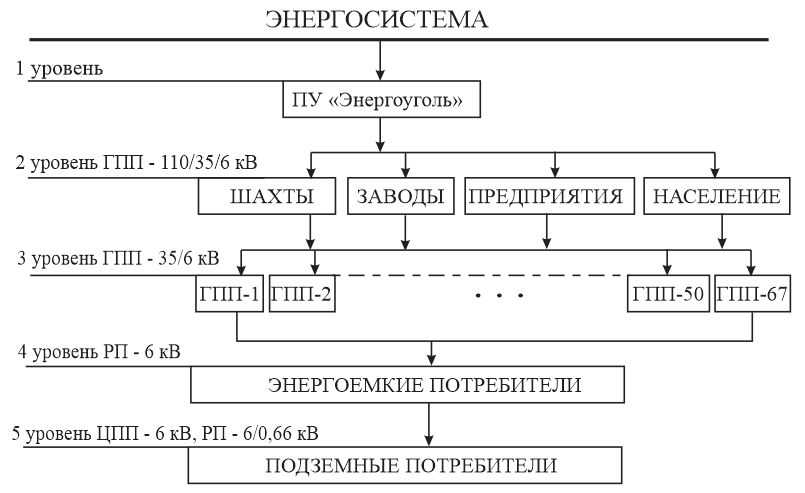 ЭНЕРГОСИСТЕМА
1 уровень
ПУ «Энергоуголь»
2 уровень ГПП - 110/35/6 кВ
ШАХТЫ
ЗАВОДЫ
ПРЕДПРИЯТИЯ
НАСЕЛЕНИЕ
3 уровень ГПП - 35/6 кВ
ГПП-1
ГПП-2
. . .
ГПП-50
ГПП-67
4 уровень РП - 6 кВ
ЭНЕРГОЕМКИЕ ПОТРЕБИТЕЛИ
5 уровень ЦПП - 6 кВ, РП - 6/0,66 кВ
ПОДЗЕМНЫЕ ПОТРЕБИТЕЛИ